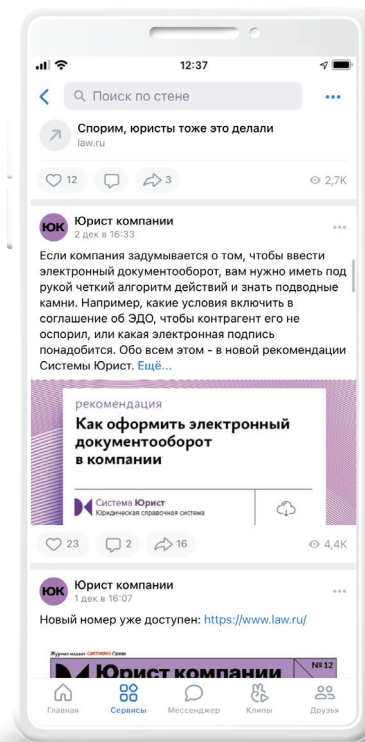 12:37
Поиск по стене
Спорим, юристы тоже это делали
law.ru
12
3
2,7K
ЮК
Юрист компании
2 дек в 16:33
Если компания задумывается о том, чтобы ввести
электронный документооборот, вам нужно иметь под
рукой четкий алгоритм действий и знать подводные
камни. Например, какие условия включить в
соглашение об ЭДО, чтобы контрагент его не
оспорил, или какая электронная подпись
понадобится. Обо всем этом - в новой рекомендации
Системы Юрист. Ещё...
рекомендация
Как оформить электронный
документооборот
в компании
Система Юрист
Юридическая справочная система
23
2
16
4,4K
ЮК
Юрист компании
1 дек в 16:07
Новый номер уже доступен: https://www.law.ru/
Юрист компании
№ 12
Главная
Сервисы
Мессенджер
Клипы
Друзья